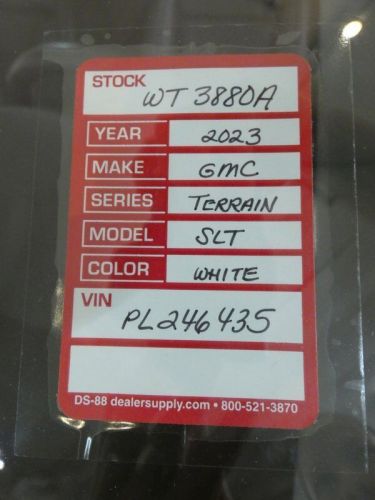 STOCK
WT 3880A
YEAR 2023
MAKE GMC
SERIES TERRAIN
MODEL SLT
COLOR WHITE
VIN
PL246435
DS-88 dealersupply.com • 800-521-3870